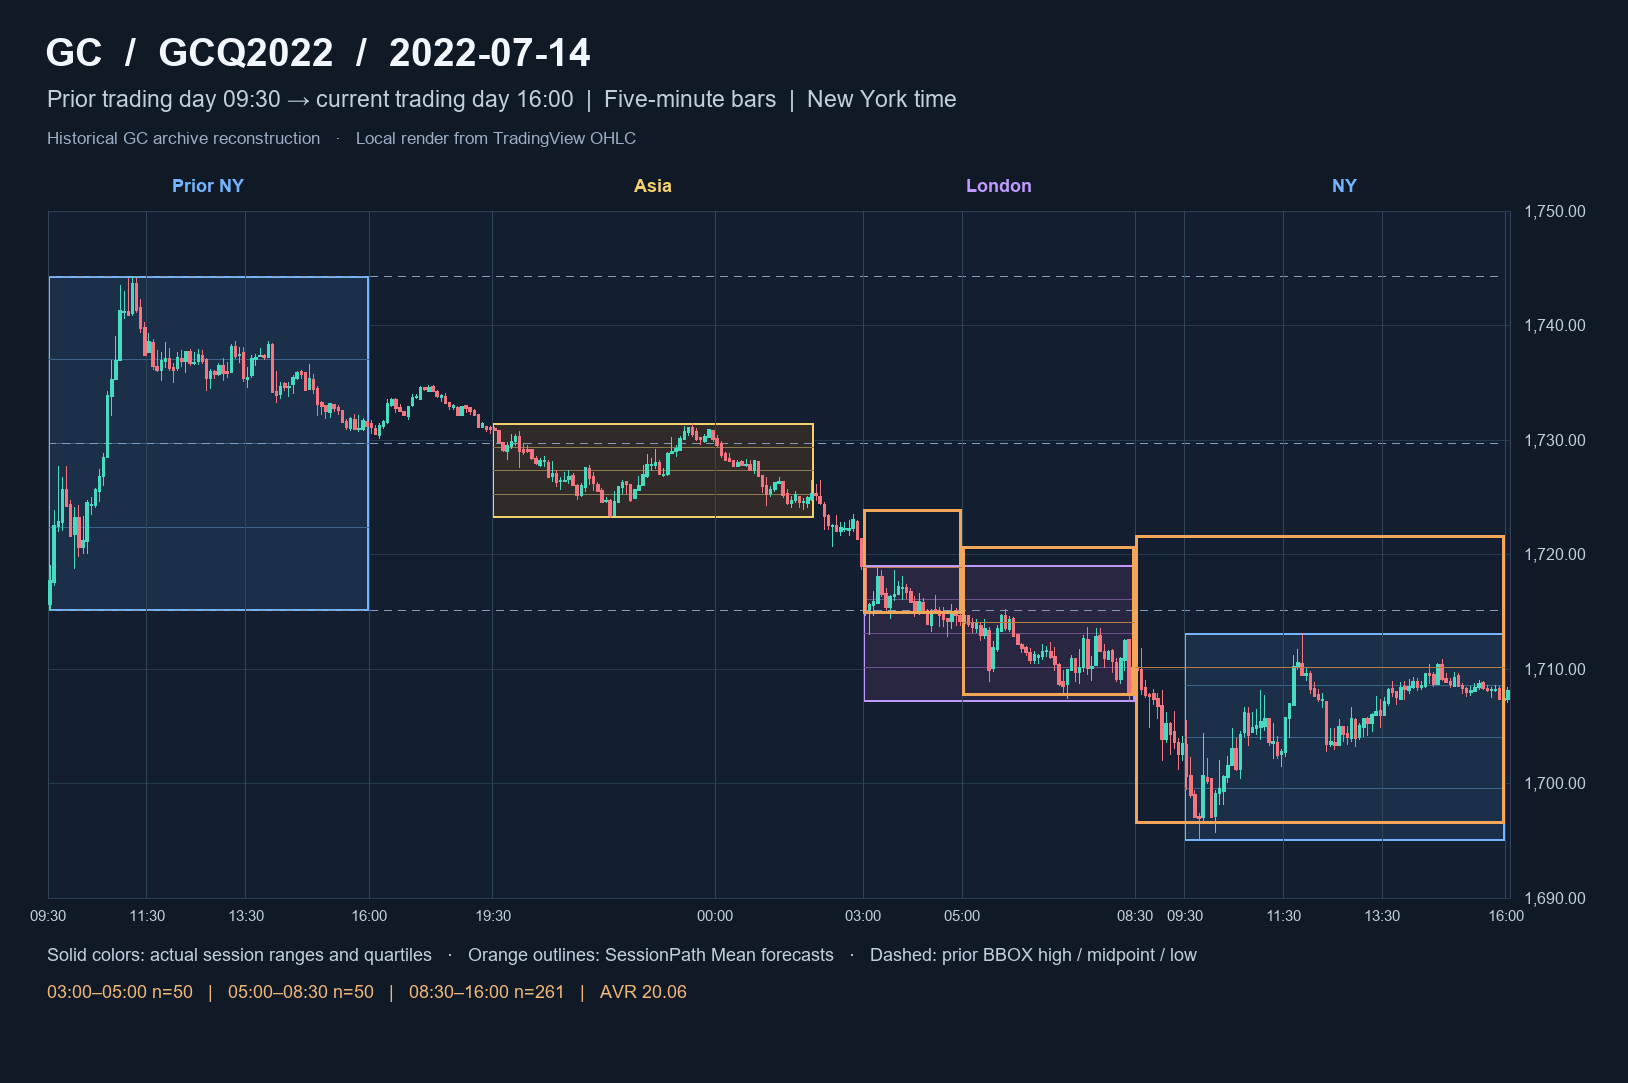 GC / GCQ2022 / 2022-07-14
Prior trading day 09:30 → current trading day 16:00 | Five-minute bars | New York time
Historical GC archive reconstruction · Local render from TradingView OHLC
Prior NY Asia London NY
1,750.00
1,740.00
1,730.00
1,720.00
1,710.00
1,700.00
1,690.00
09:30 11:30 13:30 16:00 19:30 00:00 03:00 05:00 08:30 09:30 11:30 13:30 16:00
Solid colors: actual session ranges and quartiles · Orange outlines: SessionPath Mean forecasts · Dashed: prior BBOX high / midpoint / low
03:00–05:00 n=50 | 05:00–08:30 n=50 | 08:30–16:00 n=261 | AVR 20.06